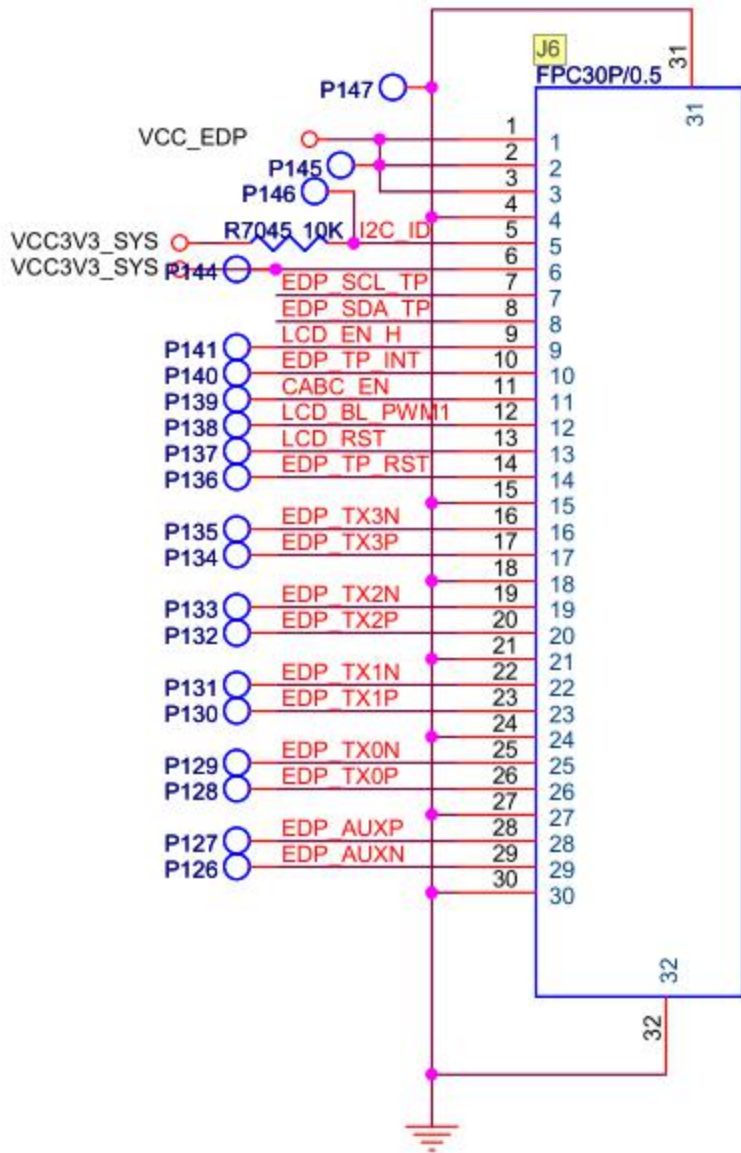 J6
FPC30P/0.5
31
31
P147
VCC_EDP
1 1
P145 2 2
P146 3 3
4 4
VCC3V3_SYS R7045 10K I2C_ID 5 5
VCC3V3_SYS P144 6 6
EDP_SCL_TP 7 7
EDP_SDA_TP 8 8
P141 LCD_EN_H 9 9
P140 EDP_TP_INT 10 10
P139 CABC_EN 11 11
P138 LCD_BL_PWM1 12 12
P137 LCD_RST 13 13
P136 EDP_TP_RST 14 14
15 15
P135 EDP_TX3N 16 16
P134 EDP_TX3P 17 17
18 18
P133 EDP_TX2N 19 19
P132 EDP_TX2P 20 20
21 21
P131 EDP_TX1N 22 22
P130 EDP_TX1P 23 23
24 24
P129 EDP_TX0N 25 25
P128 EDP_TX0P 26 26
27 27
P127 EDP_AUXP 28 28
P126 EDP_AUXN 29 29
30 30
32
32